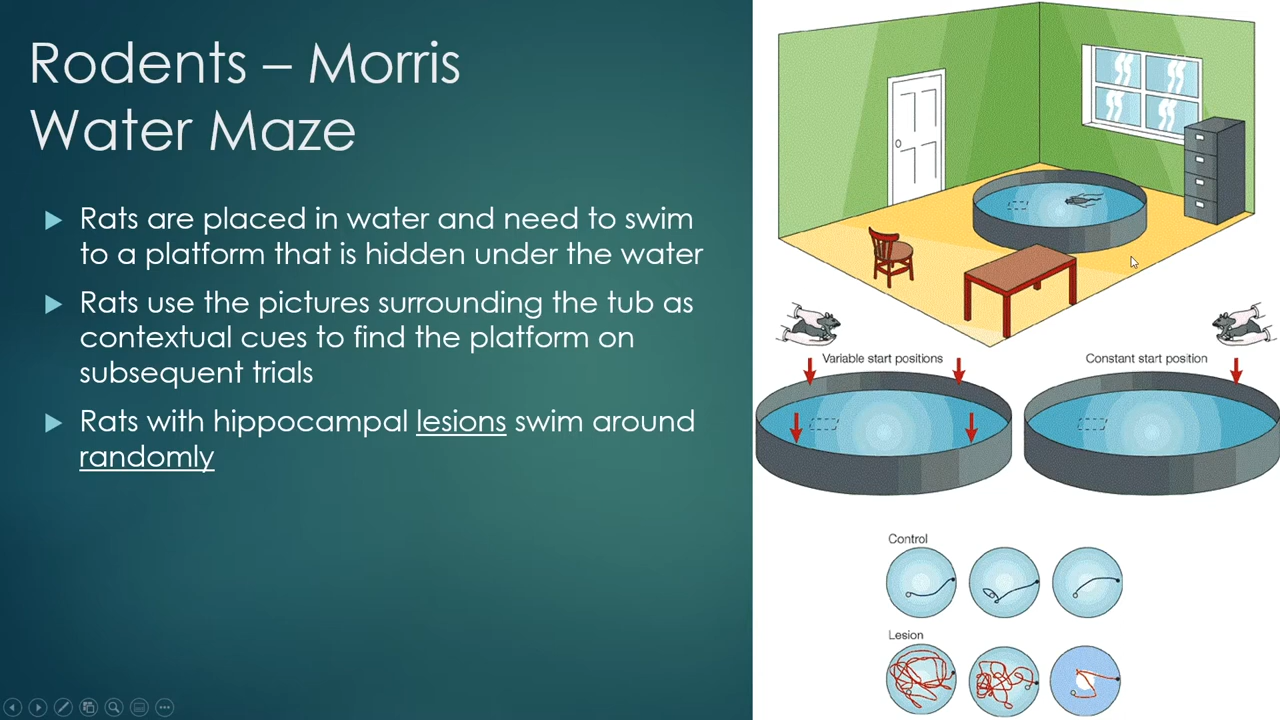 Rodents – Morris
Water Maze
Rats are placed in water and need to swim
to a platform that is hidden under the water
Rats use the pictures surrounding the tub as
contextual cues to find the platform on
subsequent trials
Rats with hippocampal lesions swim around
randomly
Variable start positions
Constant start position
Control
Lesion